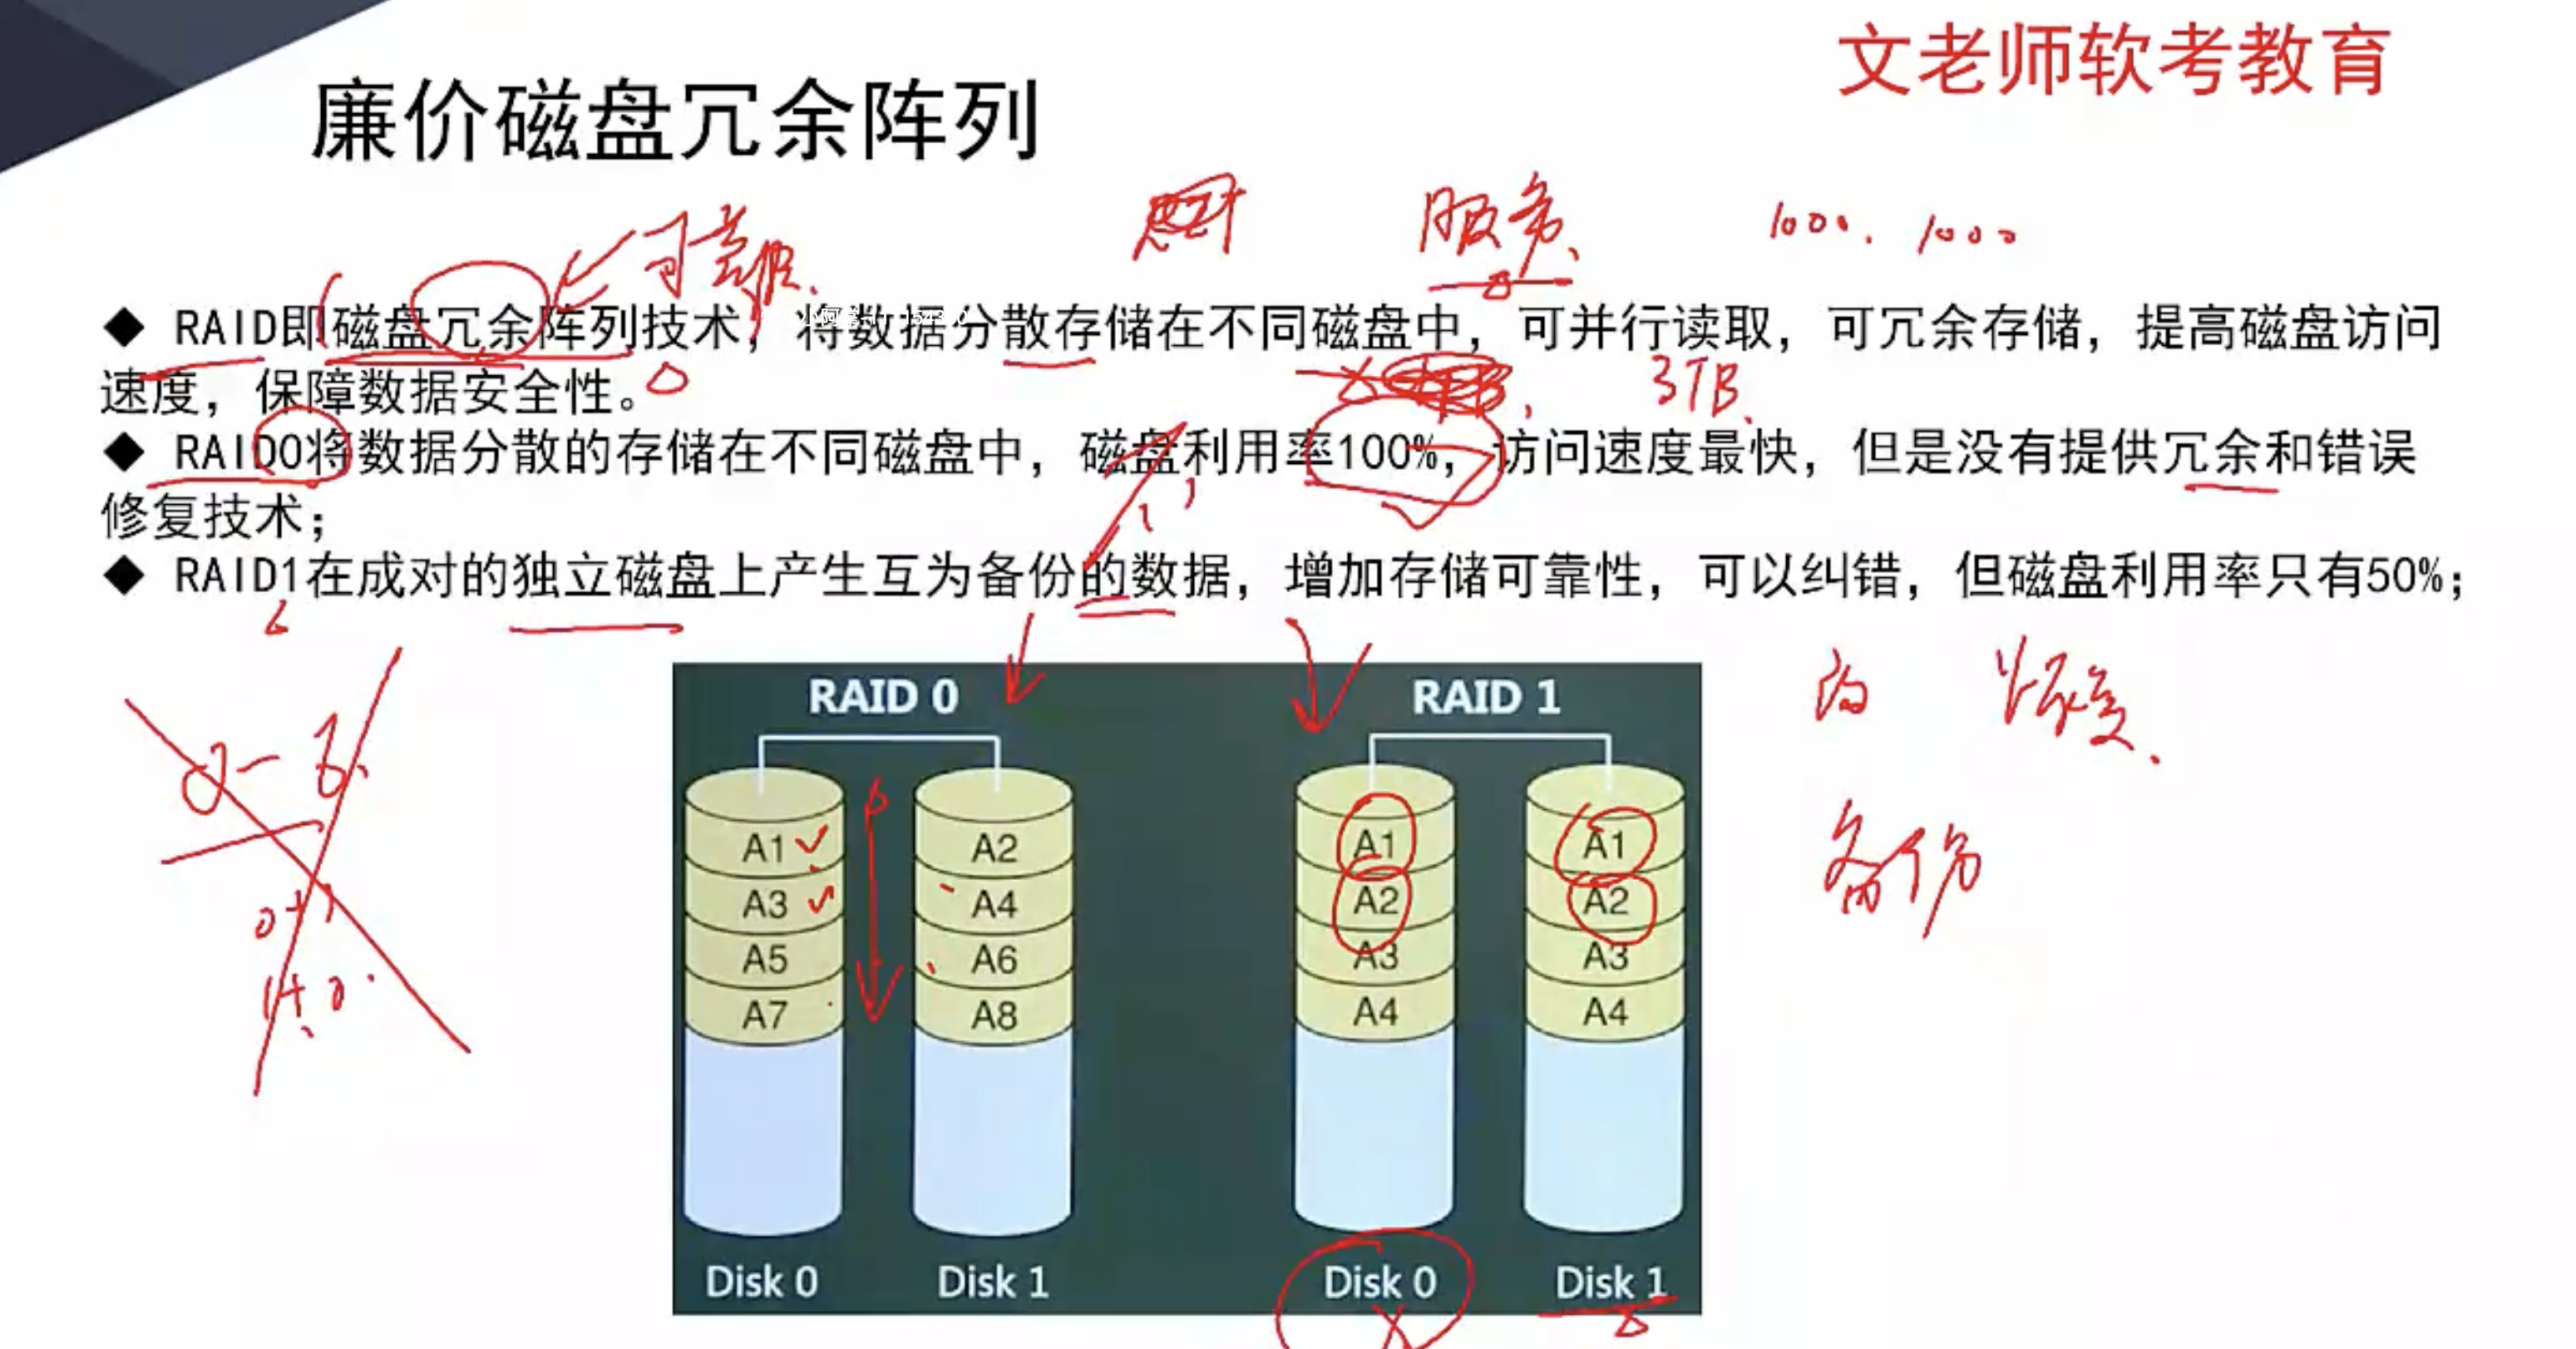 文老师软考教育
廉价磁盘冗余阵列
服务
1000. 1000
◆ RAID即磁盘冗余阵列技术，将数据分散存储在不同磁盘中，可并行读取，可冗余存储，提高磁盘访问
速度，保障数据安全性。
3TB
◆ RAID0将数据分散的存储在不同磁盘中，磁盘利用率100%，访问速度最快，但是没有提供冗余和错误
修复技术；
◆ RAID1在成对的独立磁盘上产生互为备份的数据，增加存储可靠性，可以纠错，但磁盘利用率只有50%；
恢复
备份
0+1
1+0
RAID 0
A1 A2
A3 A4
A5 A6
A7 A8
Disk 0 Disk 1
RAID 1
A1 A1
A2 A2
A3 A3
A4 A4
Disk 0 Disk 1